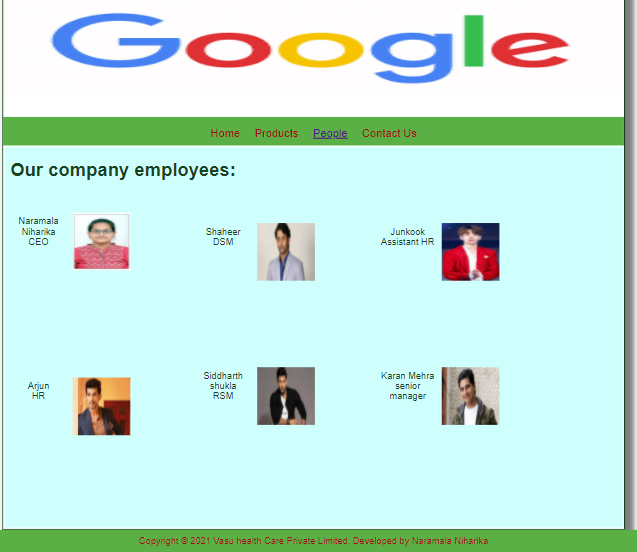 Google
Home Products People Contact Us
Our company employees:
Naramala
Niharika
CEO
Shaheer
DSM
Junkook
Assistant HR
Arjun
HR
Siddharth
shukla
RSM
Karan Mehra
senior
manager
Copyright © 2021 Vasu health Care Private Limited. Developed by Naramala Niharika